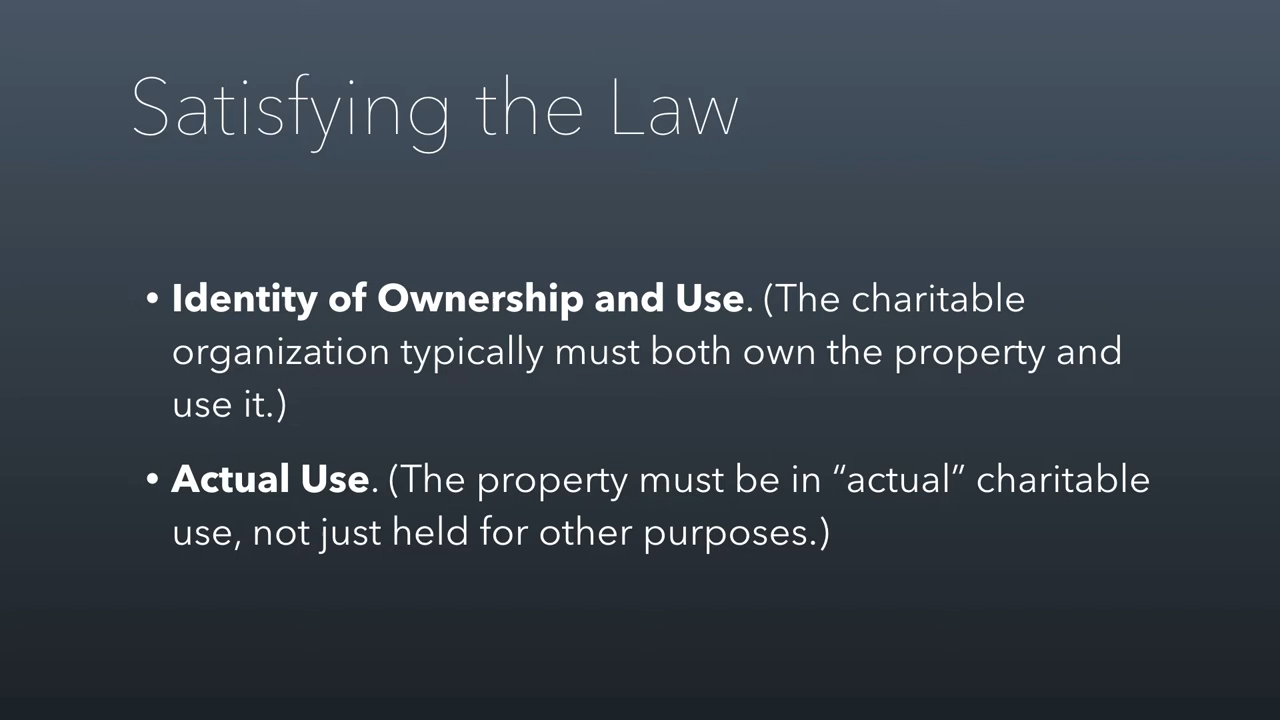 Satisfying the Law
• Identity of Ownership and Use. (The charitable
organization typically must both own the property and
use it.)
• Actual Use. (The property must be in “actual” charitable
use, not just held for other purposes.)